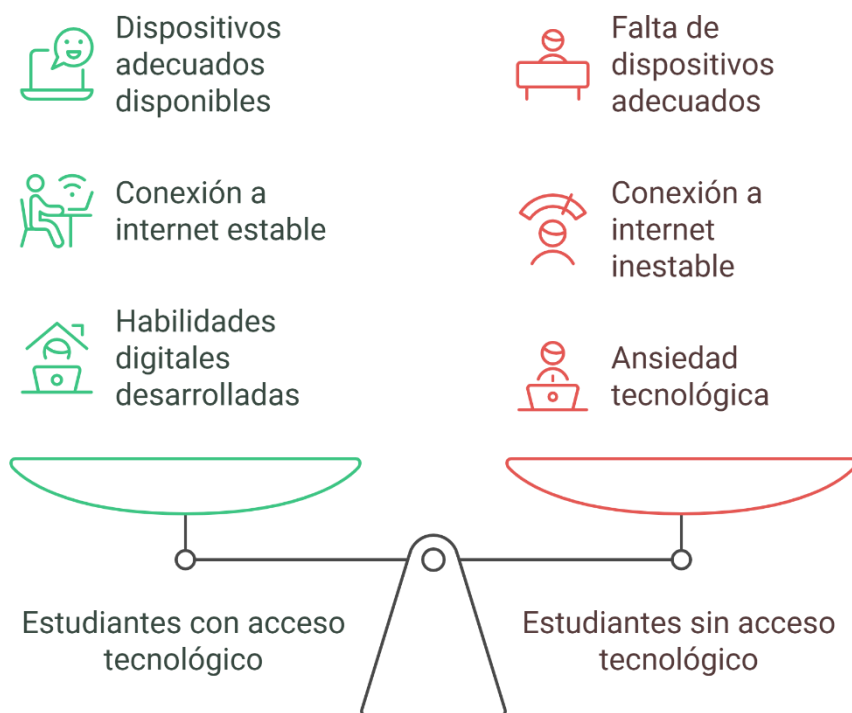 Dispositivos
adecuados
disponibles
Conexión a
internet estable
Habilidades
digitales
desarrolladas
Estudiantes con acceso
tecnológico
Falta de
dispositivos
adecuados
Conexión a
internet
inestable
Ansiedad
tecnológica
Estudiantes sin acceso
tecnológico